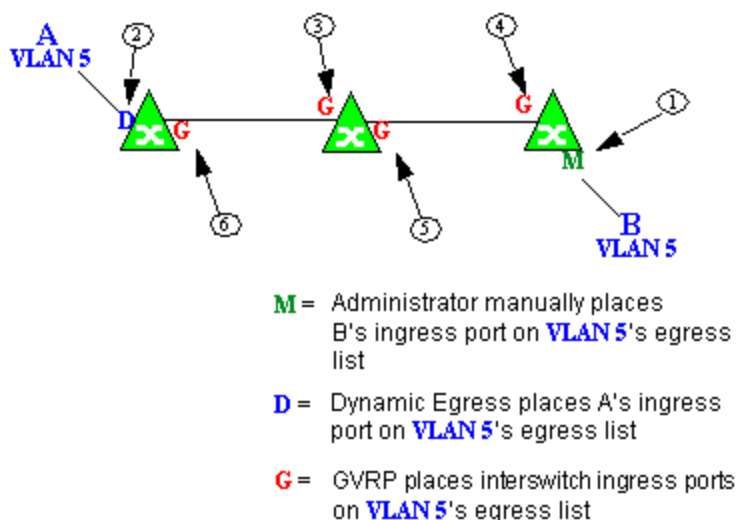 A
VLAN 5
2
3
4
1
D
G
G
G
G
M
6
5
B
VLAN 5
M = Administrator manually places
B's ingress port on VLAN 5's egress
list
D = Dynamic Egress places A's ingress
port on VLAN 5's egress list
G = GVRP places interswitch ingress ports
on VLAN 5's egress list